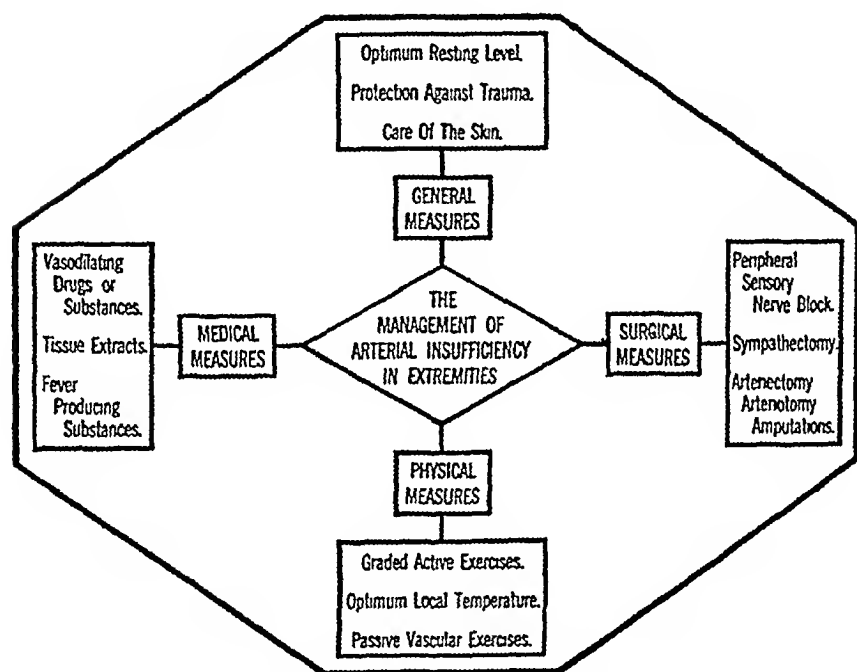 Optimum Resting Level.
Protection Against Trauma.
Care Of The Skin.
GENERAL
MEASURES
Vasodilating
Drugs or
Substances.
Tissue Extracts.
Fever
Producing
Substances.
MEDICAL
MEASURES
THE
MANAGEMENT OF
ARTERIAL INSUFFICIENCY
IN EXTREMITIES
SURGICAL
MEASURES
Peripheral
Sensory
Nerve Block.
Sympathectomy.
Arterectomy
Arterotomy
Amputations.
PHYSICAL
MEASURES
Graded Active Exercises.
Optimum Local Temperature.
Passive Vascular Exercises.